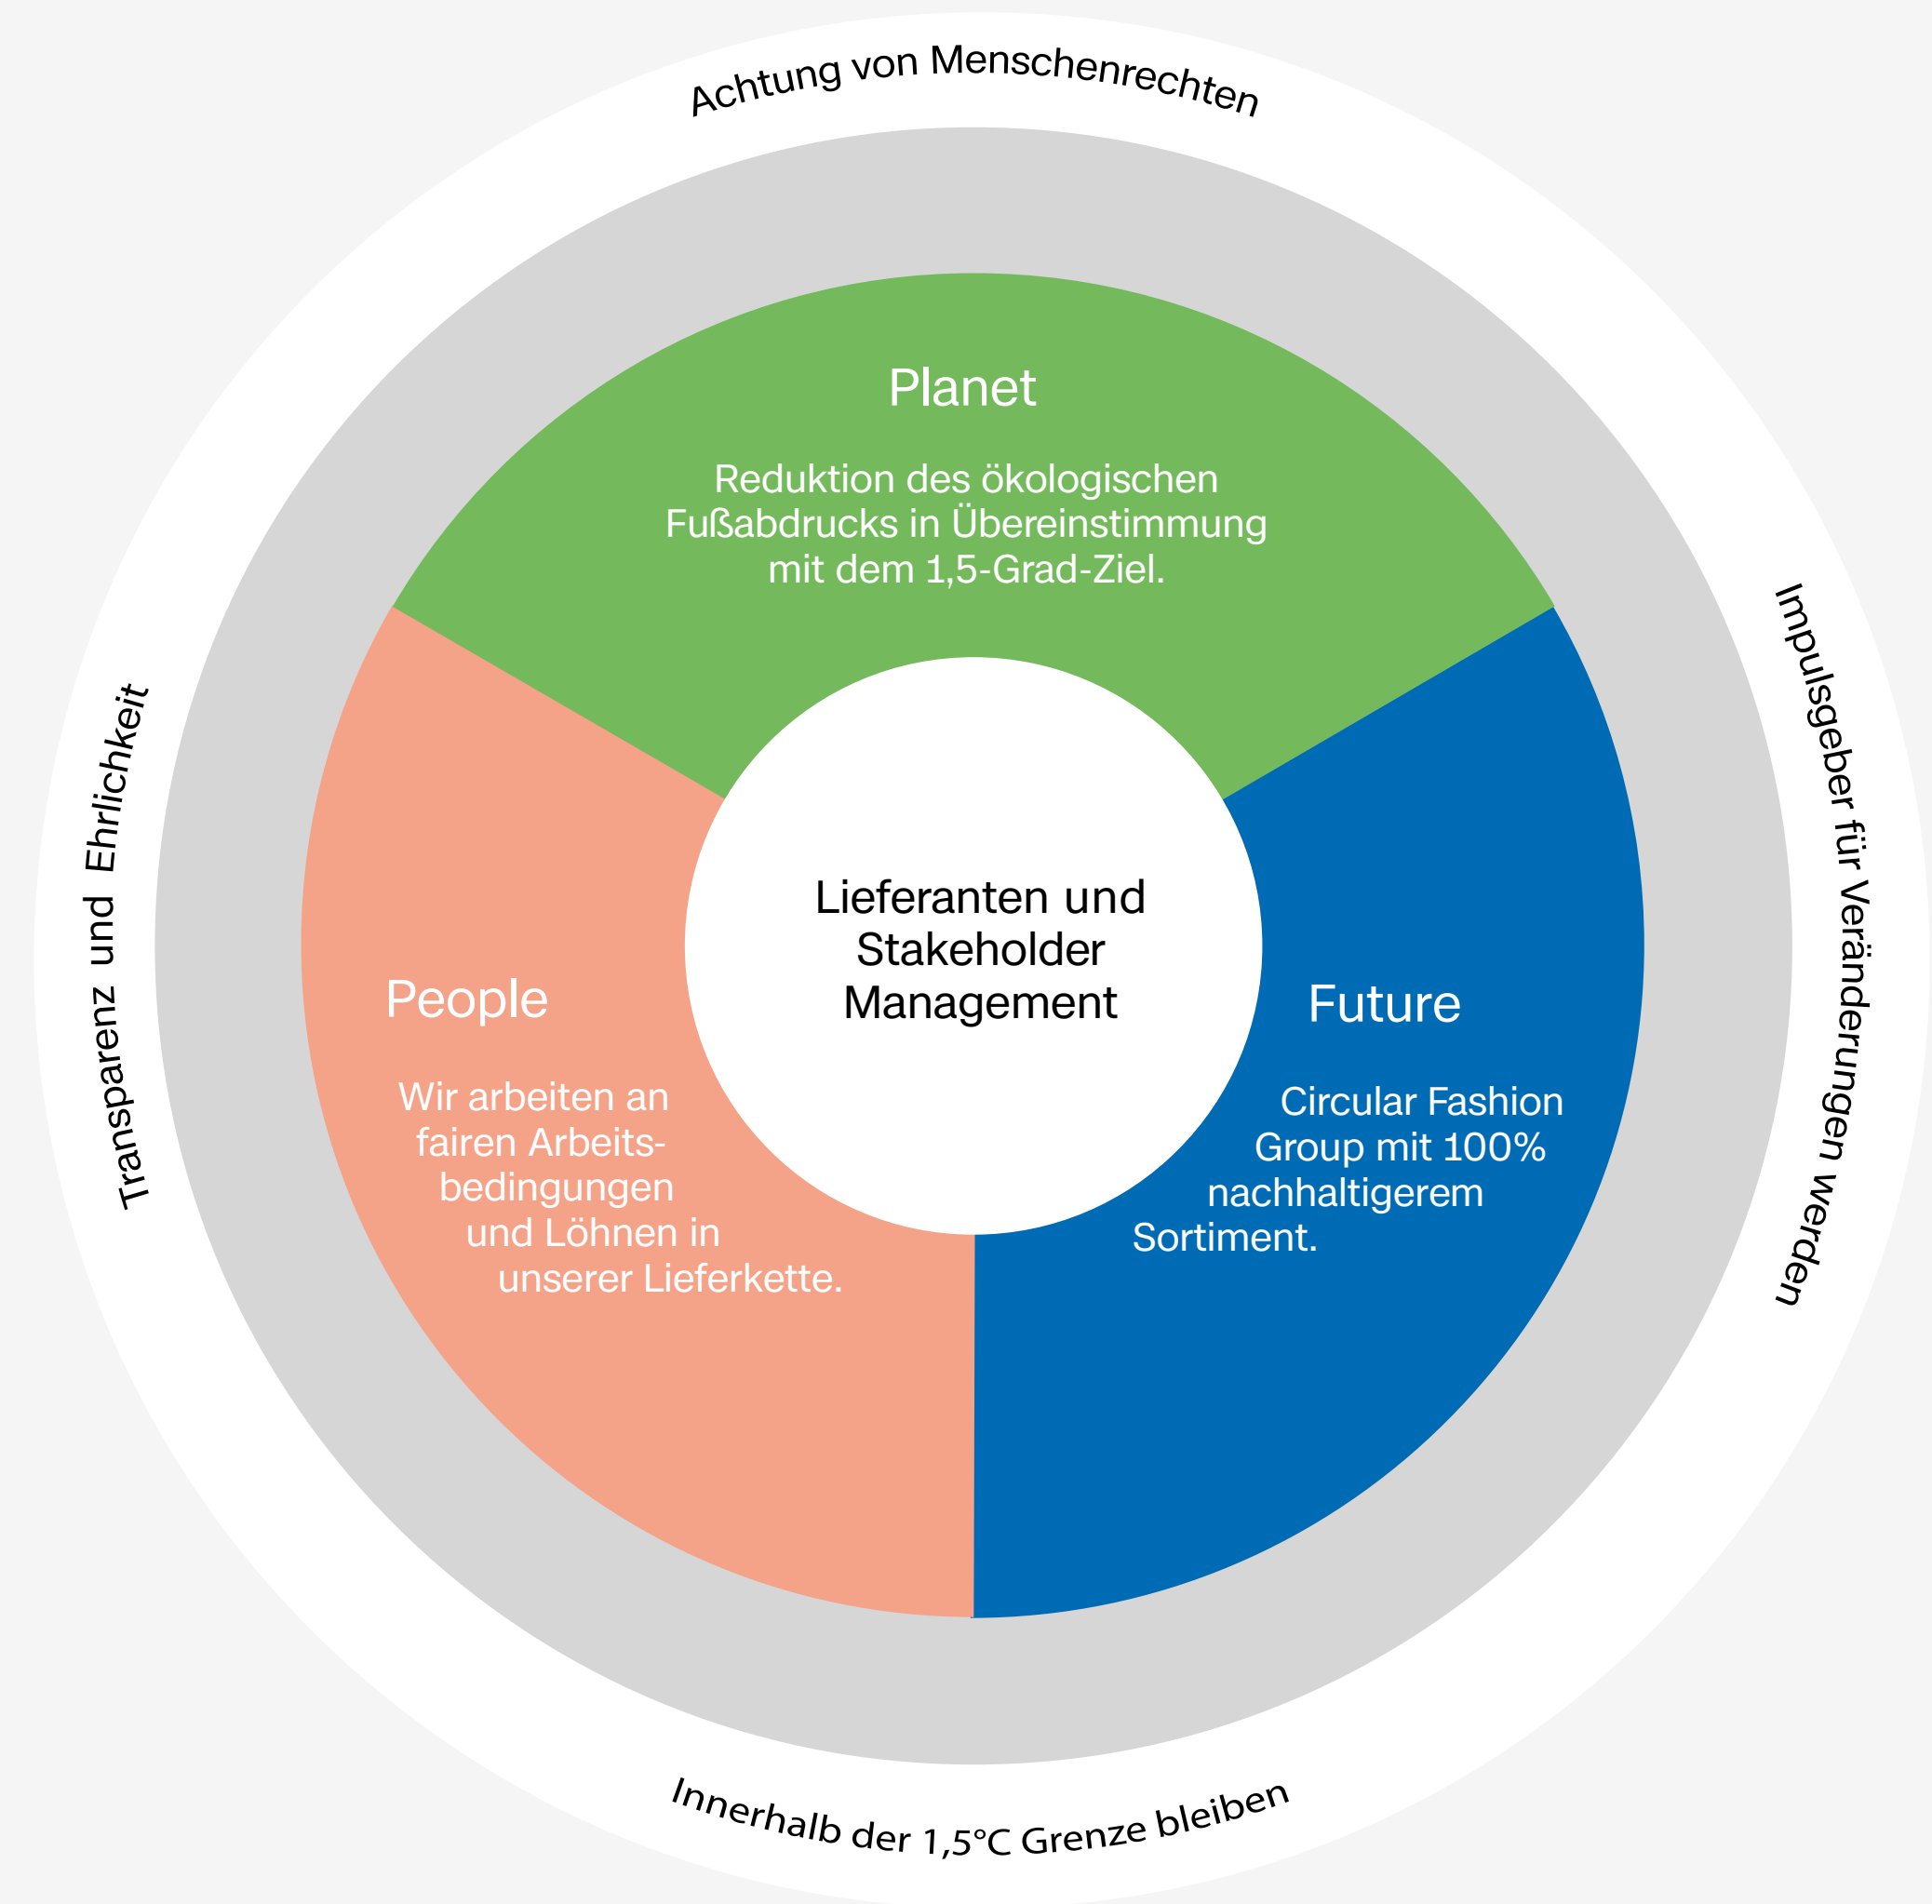 Achtung von Menschenrechten
Planet
Reduktion des ökologischen
Fußabdrucks in Übereinstimmung
mit dem 1,5-Grad-Ziel.
Transparenz und Ehrlichkeit
Impulsgeber für Veränderungen werden
Lieferanten und
Stakeholder
Management
People
Wir arbeiten an
fairen Arbeits-
bedingungen
und Löhnen in
unserer Lieferkette.
Future
Circular Fashion
Group mit 100%
nachhaltigerem
Sortiment.
Innerhalb der 1,5°C Grenze bleiben